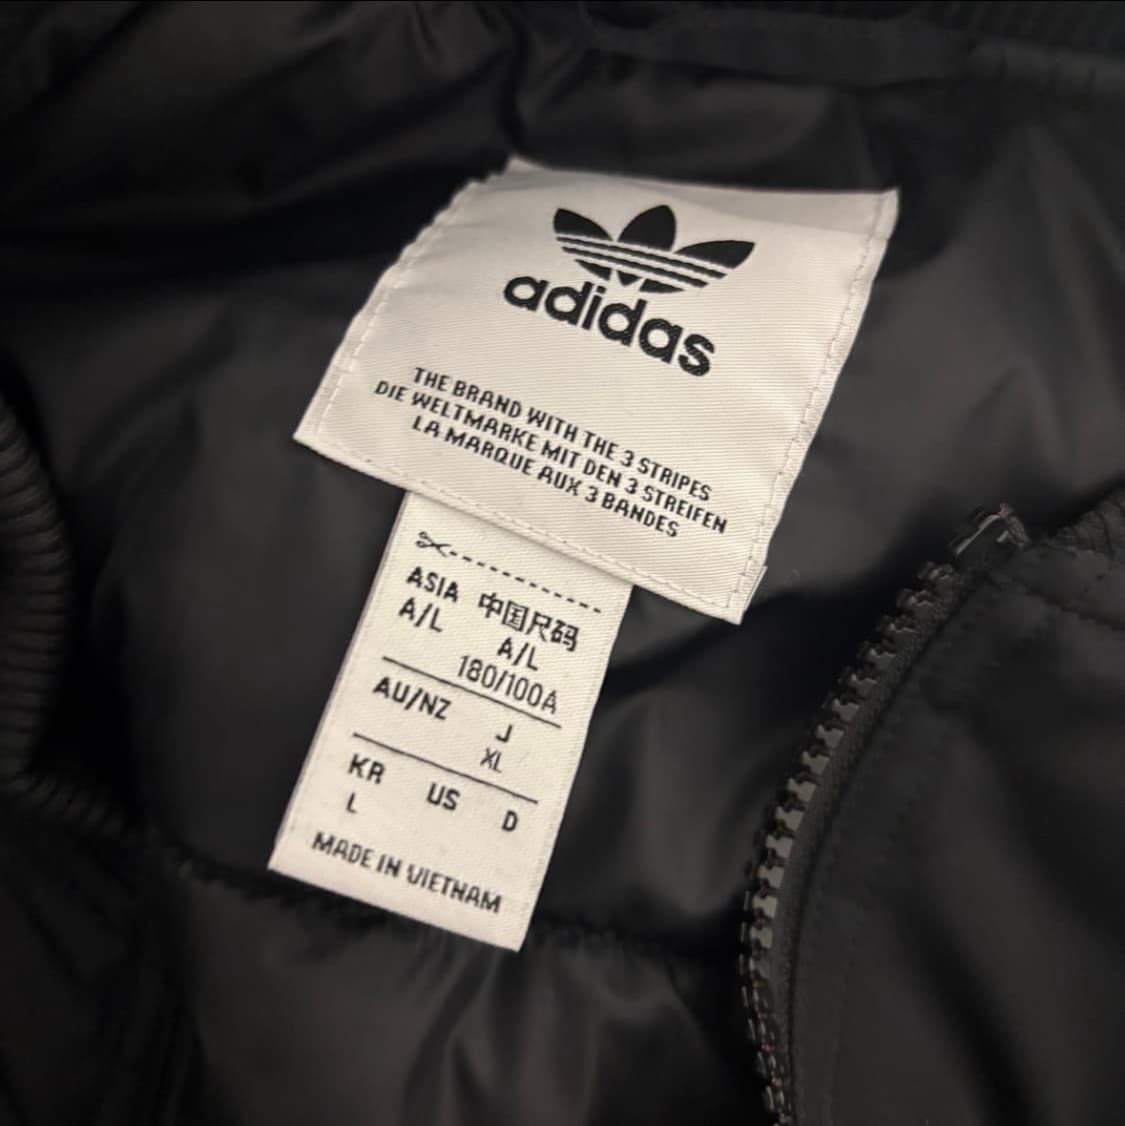 adidas
THE BRAND WITH THE 3 STRIPES
DIE WELTMARKE MIT DEN 3 STREIFEN
LA MARQUE AUX 3 BANDES
ASIA 中国尺码
A/L A/L
180/100A
AU/NZ J
XL
KR US D
L
MADE IN VIETNAM